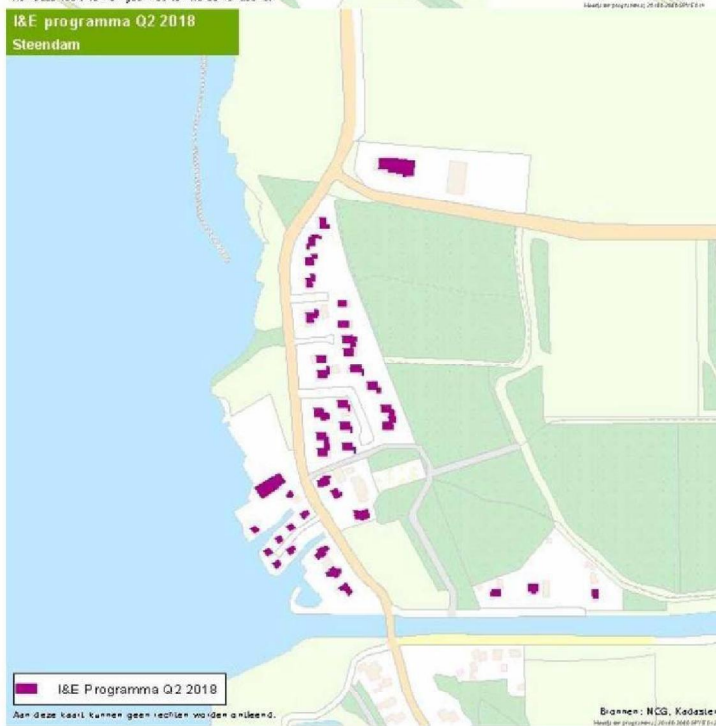 I&E programma Q2 2018
Steendam
I&E Programma Q2 2018
Aan deze kaart kunnen geen rechten worden ontleend.
Bronnen: NCG, Kadaster